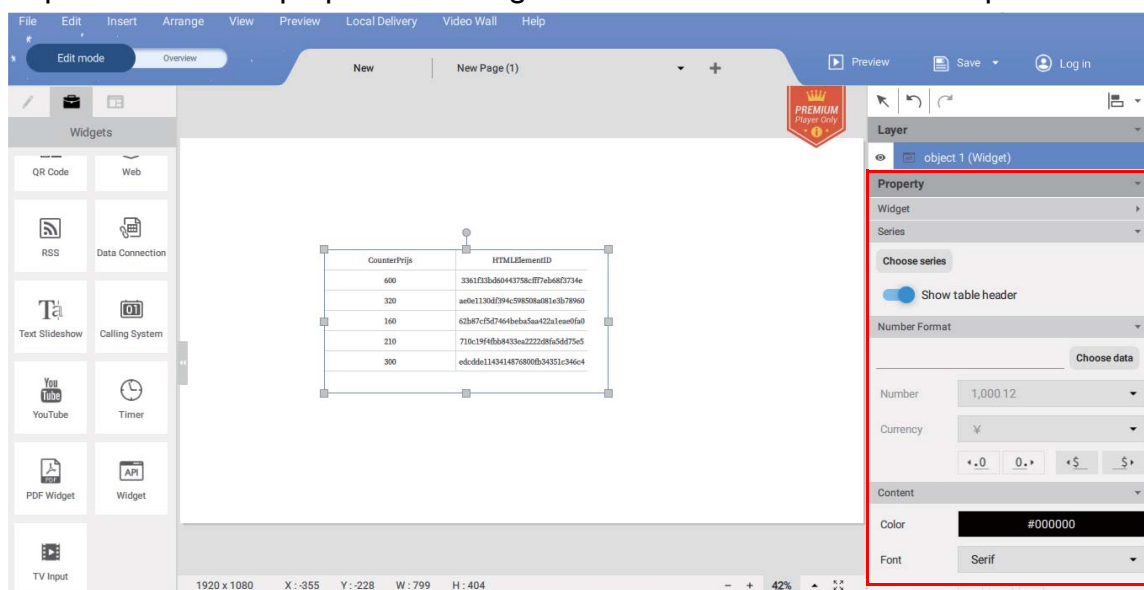 File Edit Insert Arrange View Preview Local Delivery Video Wall Help
Edit mode Overview
New New Page (1)
Preview Save Log in
PREMIUM
Player Only
Widgets
QR Code Web
RSS Data Connection
Text Slideshow Calling System
YouTube Timer
PDF Widget Widget
TV Input
CounterPrijs HTMLElementID
600 3361f33bd60443758cfff7eb68f3734e
320 ae0e1130df394c598508a081e3b78960
160 62b87cf5d7464beba5aa422a1eae0fa0
210 710c19f4fbb8433ea2222d8fa5dd75e5
300 edcdde1143414876800fb34351c346c4
Layer
object 1 (Widget)
Property
Widget
Series
Choose series
Show table header
Number Format
Choose data
Number 1,000.12
Currency ¥
.0 0. $ $
Content
Color #000000
Font Serif
1920 x 1080 X : -355 Y : -228 W : 799 H : 404 - + 42%